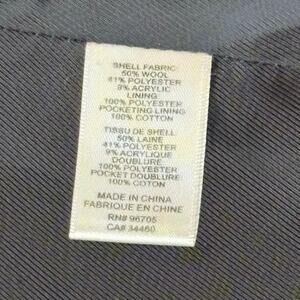 SHELL FABRIC:
50% WOOL
41% POLYESTER
9% ACRYLIC
LINING:
100% POLYESTER
POCKETING LINING
100% COTTON
TISSU DE SHELL
50% LAINE
41% POLYESTER
9% ACRYLIQUE
DOUBLURE:
100% POLYESTER
POCKET DOUBLURE
100% COTON
MADE IN CHINA
FABRIQUE EN CHINE
RN# 96705
CA# 34460